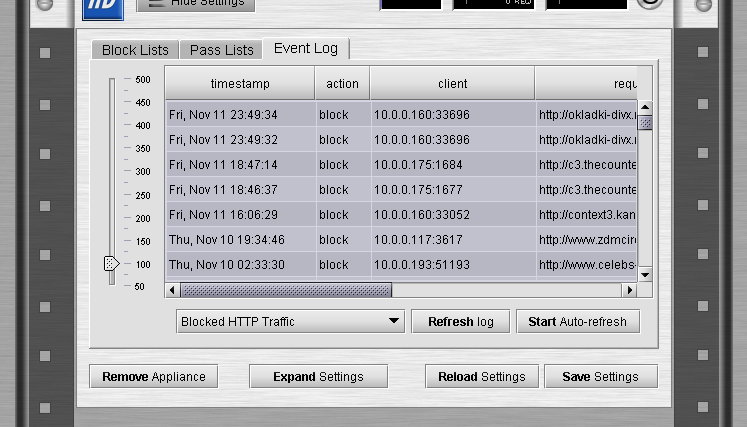 Hide Settings
0 REQ
Block Lists Pass Lists Event Log
500
450
400
350
300
250
200
150
100
50
timestamp action client
Fri, Nov 11 23:49:34 block 10.0.0.160:33696 http://okladki-divx.
Fri, Nov 11 23:49:32 block 10.0.0.160:33696 http://okladki-divx.
Fri, Nov 11 18:47:14 block 10.0.0.175:1684 http://c3.thecounte
Fri, Nov 11 18:46:37 block 10.0.0.175:1677 http://c3.thecounte
Fri, Nov 11 16:06:29 block 10.0.0.160:33052 http://context3.kan
Thu, Nov 10 19:34:46 block 10.0.0.117:3617 http://www.zdmcir
Thu, Nov 10 02:33:30 block 10.0.0.193:51193 http://www.celebs
Blocked HTTP Traffic Refresh log Start Auto-refresh
Remove Appliance Expand Settings Reload Settings Save Settings